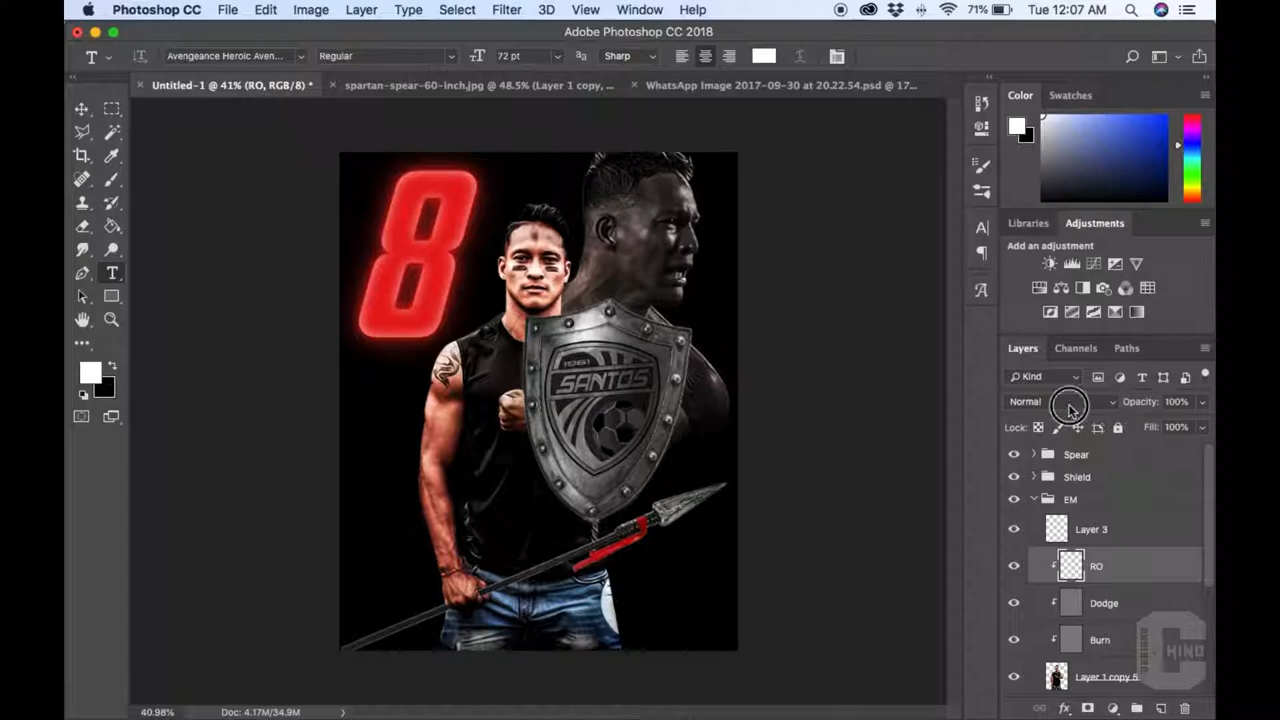 Photoshop CC File Edit Image Layer Type Select Filter 3D View Window Help 71% Tue 12:07 AM
Adobe Photoshop CC 2018
T Avengeance Heroic Aven... Regular 72 pt Sharp
Untitled-1 @ 41% (RO, RGB/8) * spartan-spear-60-inch.jpg @ 48.5% (Layer 1 copy, ... WhatsApp Image 2017-09-30 at 20.22.54.psd @ 17...
Color Swatches
8
Libraries Adjustments
Add an adjustment
Layers Channels Paths
1961
SANTOS
Kind
Normal Opacity: 100%
Lock: Fill: 100%
Spear
Shield
EM
Layer 3
RO
Dodge
Burn
Layer 1 copy 5
CHINO
40.98% Doc: 4.17M/34.9M